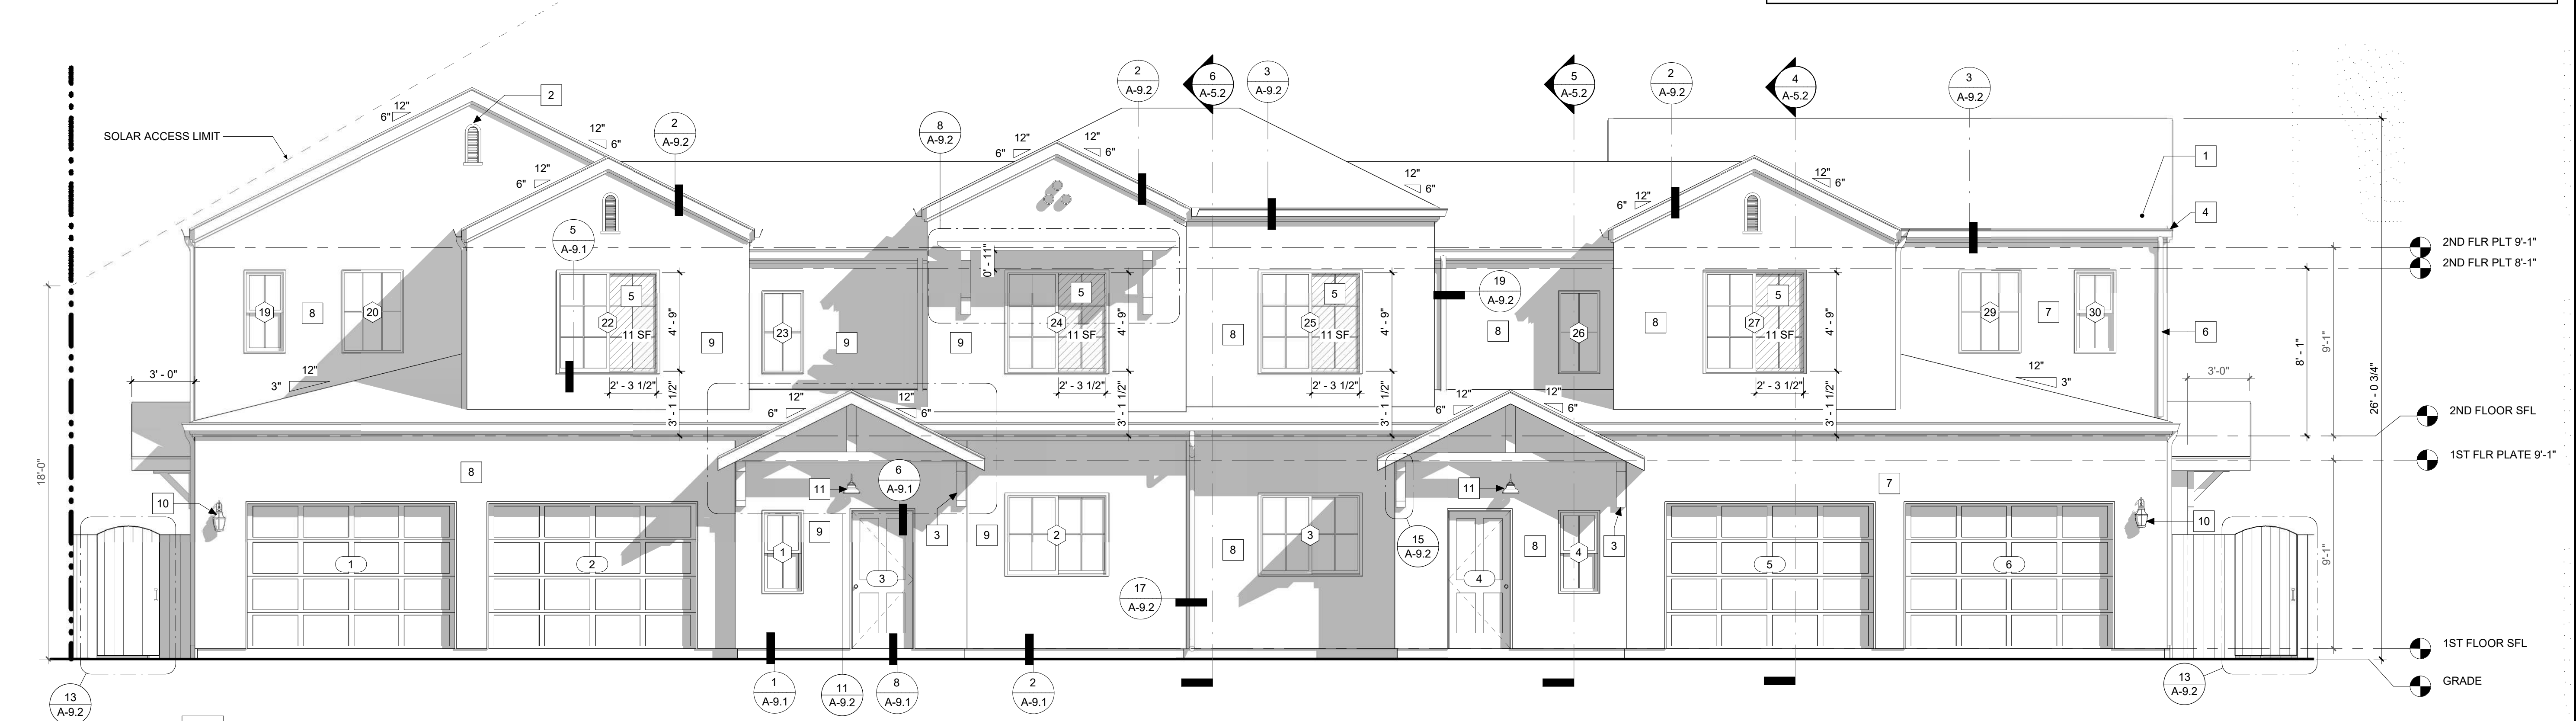 2
A-9.2
6
A-5.2
3
A-9.2
5
A-5.2
2
A-9.2
4
A-5.2
3
A-9.2
2
12"
6"
SOLAR ACCESS LIMIT
12"
6"
2
A-9.2
8
A-9.2
12"
6"
12"
6"
12"
6"
12"
6"
12"
6"
12"
6"
1
4
5
A-9.1
0' - 11"
2ND FLR PLT 9'-1"
2ND FLR PLT 8'-1"
19
8
20
5
22
11 SF
4' - 9"
9
23
9
9
5
24
11 SF
4' - 9"
8
5
25
11 SF
4' - 9"
19
A-9.2
8
26
8
5
27
11 SF
4' - 9"
29
7
30
6
8' - 1"
9'-1"
26' - 0 3/4"
3' - 0"
3"
12"
2' - 3 1/2"
3' - 1 1/2"
2' - 3 1/2"
3' - 1 1/2"
2' - 3 1/2"
3' - 1 1/2"
2' - 3 1/2"
3' - 1 1/2"
12"
3"
3'-0"
12"
6"
12"
6"
12"
6"
12"
6"
2ND FLOOR SFL
1ST FLR PLATE 9'-1"
18'-0"
8
10
11
6
A-9.1
11
7
10
1
2
1
9
3
3
9
2
8
3
15
A-9.2
4
8
4
3
5
6
9'-1"
17
A-9.2
1ST FLOOR SFL
GRADE
13
A-9.2
1
A-9.1
11
A-9.2
8
A-9.1
2
A-9.1
13
A-9.2